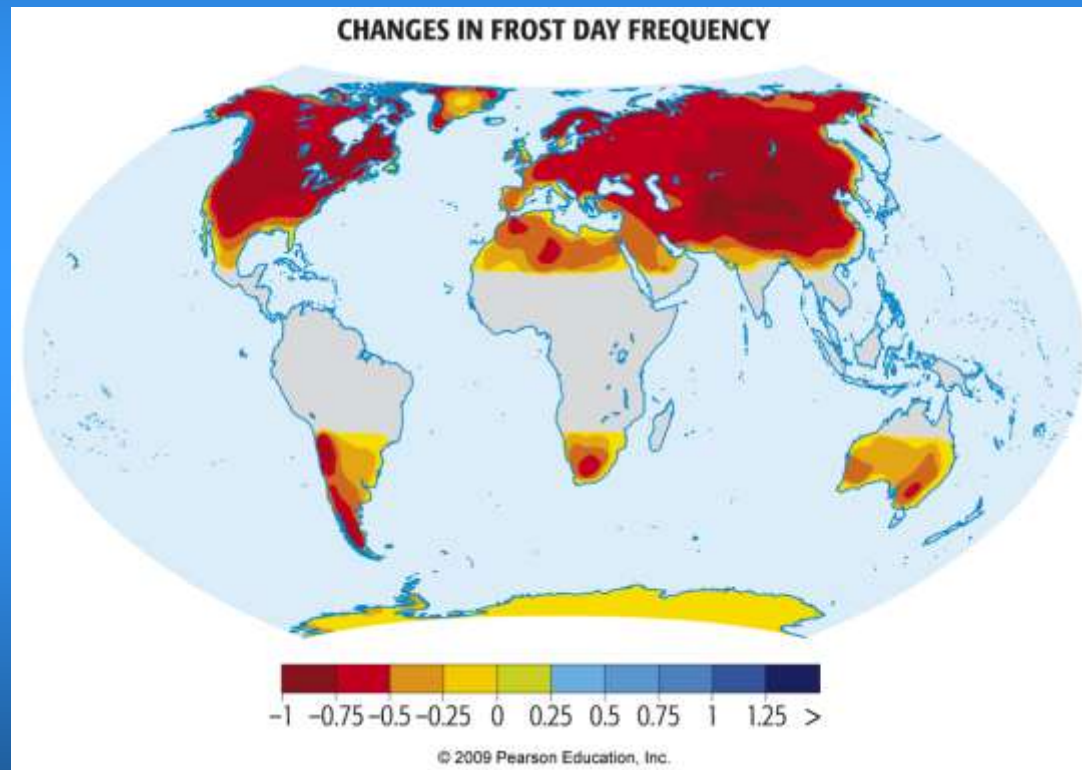 CHANGES IN FROST DAY FREQUENCY
−1 −0.75 −0.5 −0.25 0 0.25 0.5 0.75 1 1.25 >
© 2009 Pearson Education, Inc.